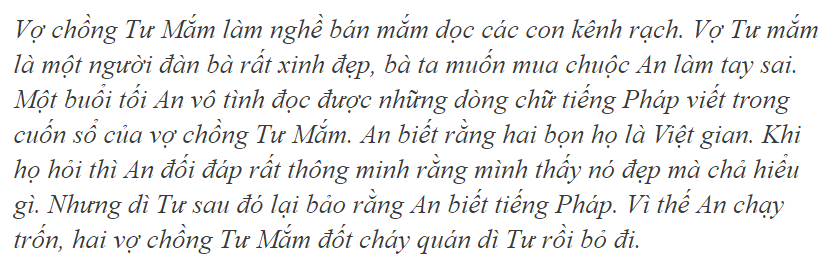 Vợ chồng Tư Mắm làm nghề bán mắm dọc các con kênh rạch. Vợ Tư mắm
là một người đàn bà rất xinh đẹp, bà ta muốn mua chuộc An làm tay sai.
Một buổi tối An vô tình đọc được những dòng chữ tiếng Pháp viết trong
cuốn sổ của vợ chồng Tư Mắm. An biết rằng hai bọn họ là Việt gian. Khi
họ hỏi thì An đối đáp rất thông minh rằng mình thấy nó đẹp mà chả hiểu
gì. Nhưng dì Tư sau đó lại bảo rằng An biết tiếng Pháp. Vì thế An chạy
trốn, hai vợ chồng Tư Mắm đốt cháy quán dì Tư rồi bỏ đi.